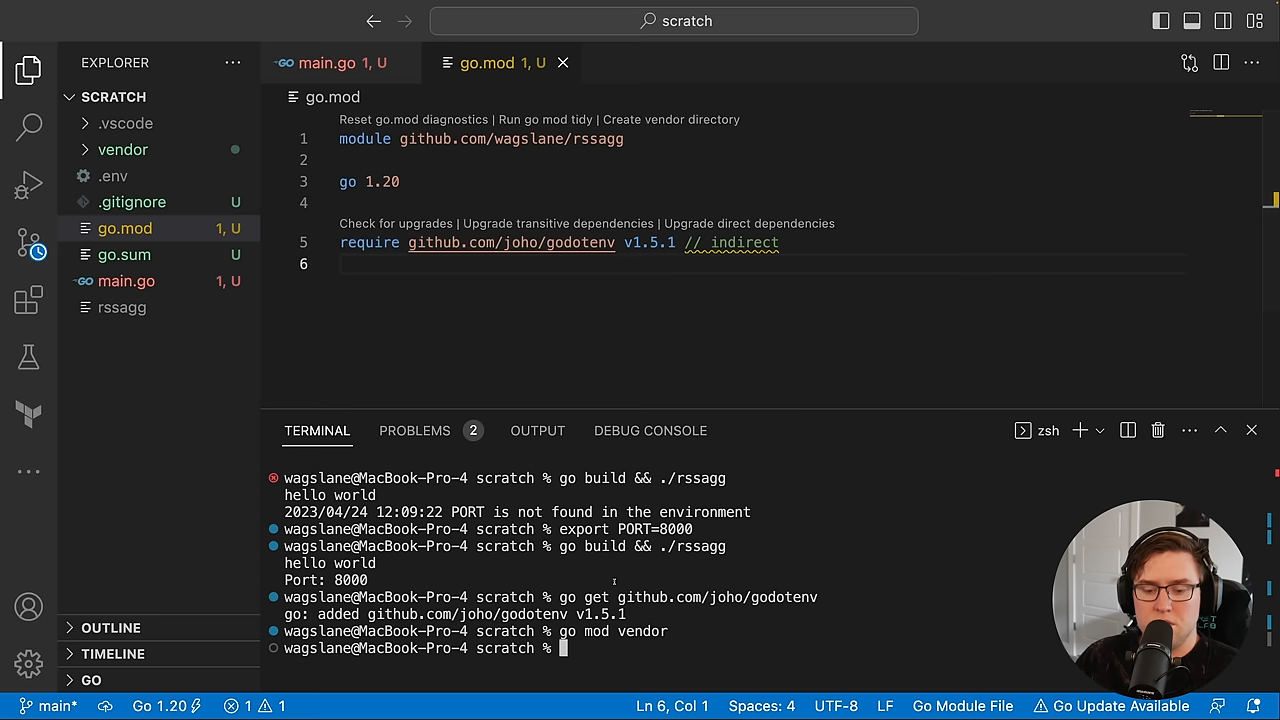 scratch
EXPLORER
SCRATCH
.vscode
vendor
.env
.gitignore U
go.mod 1, U
go.sum U
GO main.go 1, U
rssagg
OUTLINE
TIMELINE
GO
GO main.go 1, U
go.mod 1, U
go.mod
Reset go.mod diagnostics | Run go mod tidy | Create vendor directory
1 module github.com/wagslane/rssagg
2
3 go 1.20
4
Check for upgrades | Upgrade transitive dependencies | Upgrade direct dependencies
5 require github.com/joho/godotenv v1.5.1 // indirect
6
TERMINAL PROBLEMS 2 OUTPUT DEBUG CONSOLE zsh
wagslane@MacBook-Pro-4 scratch % go build && ./rssagg
hello world
2023/04/24 12:09:22 PORT is not found in the environment
wagslane@MacBook-Pro-4 scratch % export PORT=8000
wagslane@MacBook-Pro-4 scratch % go build && ./rssagg
hello world
Port: 8000
wagslane@MacBook-Pro-4 scratch % go get github.com/joho/godotenv
go: added github.com/joho/godotenv v1.5.1
wagslane@MacBook-Pro-4 scratch % go mod vendor
wagslane@MacBook-Pro-4 scratch %
main* Go 1.20 1 1 Ln 6, Col 1 Spaces: 4 UTF-8 LF Go Module File Go Update Available